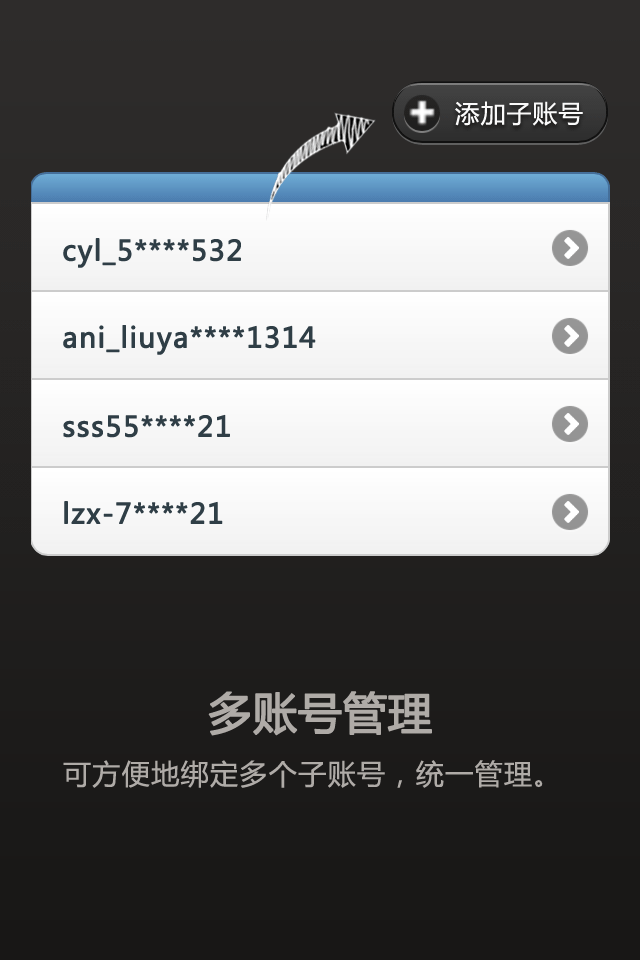 添加子账号
cyl_5****532
ani_liuya****1314
sss55****21
lzx-7****21
多账号管理
可方便地绑定多个子账号，统一管理。